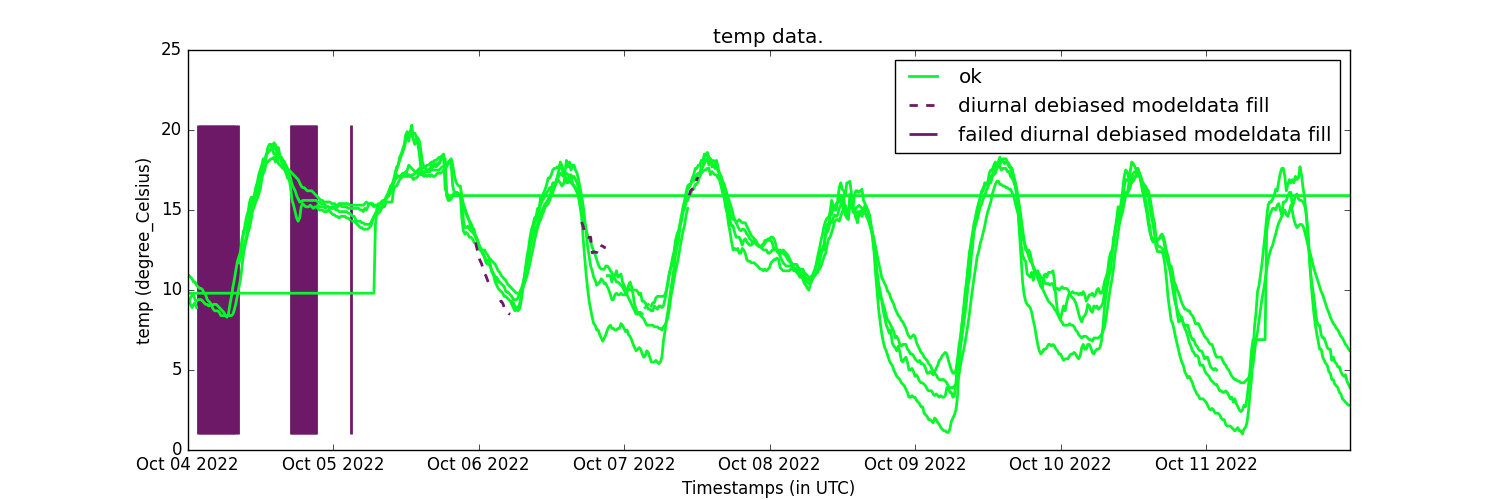 temp data.
25
20
15
10
5
0
temp (degree_Celsius)
ok
diurnal debiased modeldata fill
failed diurnal debiased modeldata fill
Oct 04 2022
Oct 05 2022
Oct 06 2022
Oct 07 2022
Oct 08 2022
Oct 09 2022
Oct 10 2022
Oct 11 2022
Timestamps (in UTC)